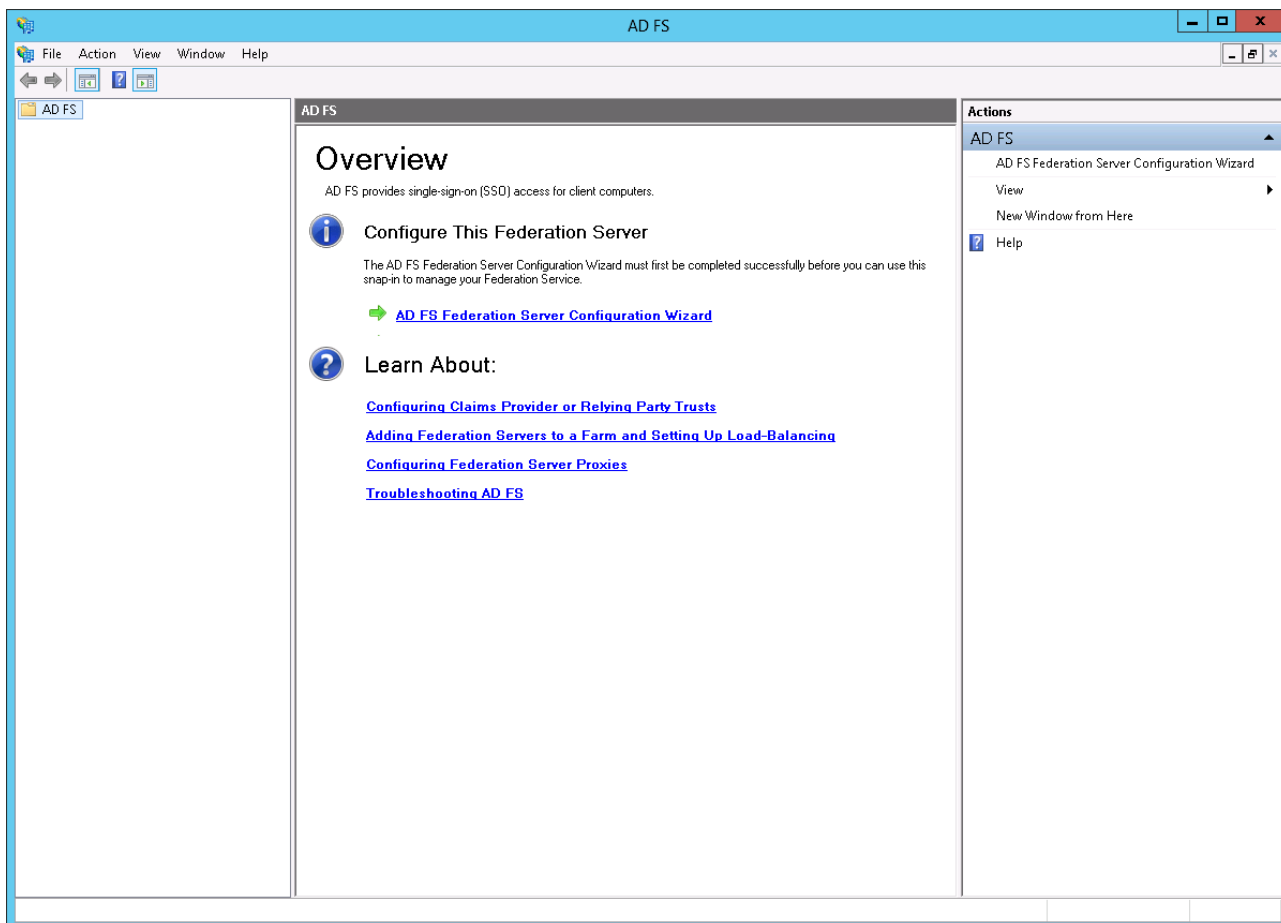 AD FS
File Action View Window Help
AD FS
AD FS
Overview
AD FS provides single-sign-on (SSO) access for client computers.
Configure This Federation Server
The AD FS Federation Server Configuration Wizard must first be completed successfully before you can use this
snap-in to manage your Federation Service.
AD FS Federation Server Configuration Wizard
Learn About:
Configuring Claims Provider or Relying Party Trusts
Adding Federation Servers to a Farm and Setting Up Load-Balancing
Configuring Federation Server Proxies
Troubleshooting AD FS
Actions
AD FS
AD FS Federation Server Configuration Wizard
View
New Window from Here
Help